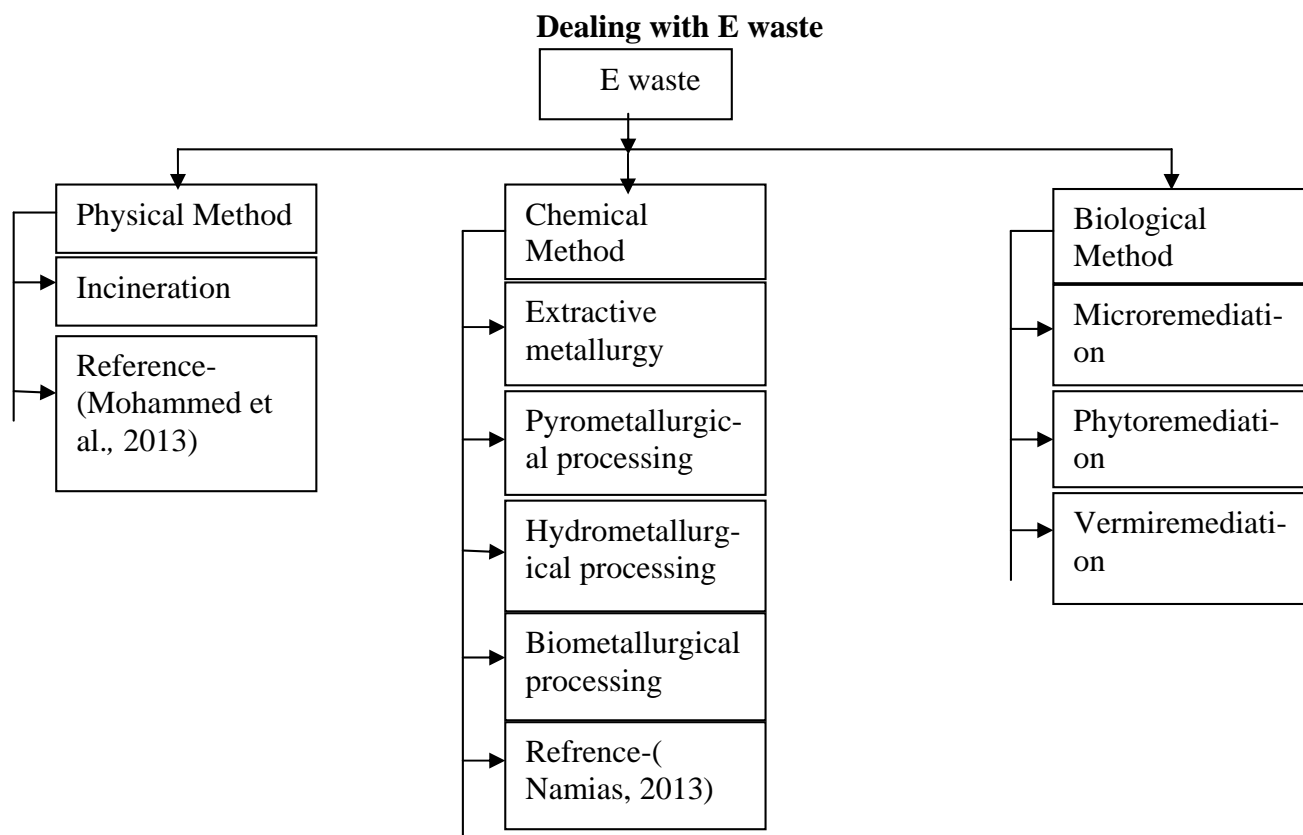 Dealing with E waste
E waste
Physical Method
Incineration
Reference-
(Mohammed et
al., 2013)
Chemical
Method
Extractive
metallurgy
Pyrometallurgic-
al processing
Hydrometallurg-
ical processing
Biometallurgical
processing
Refrence-(
Namias, 2013)
Biological
Method
Microremediati-
on
Phytoremediati-
on
Vermiremediati-
on